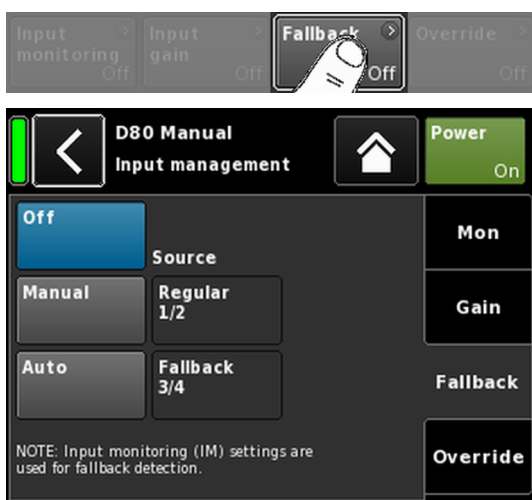 Input Input Fallback Override
monitoring gain
Off Off Off Off
D80 Manual
Input management
Power
On
Off
Source
Mon
Manual
Regular
1/2
Gain
Auto
Fallback
3/4
Fallback
NOTE: Input monitoring (IM) settings are
used for fallback detection.
Override